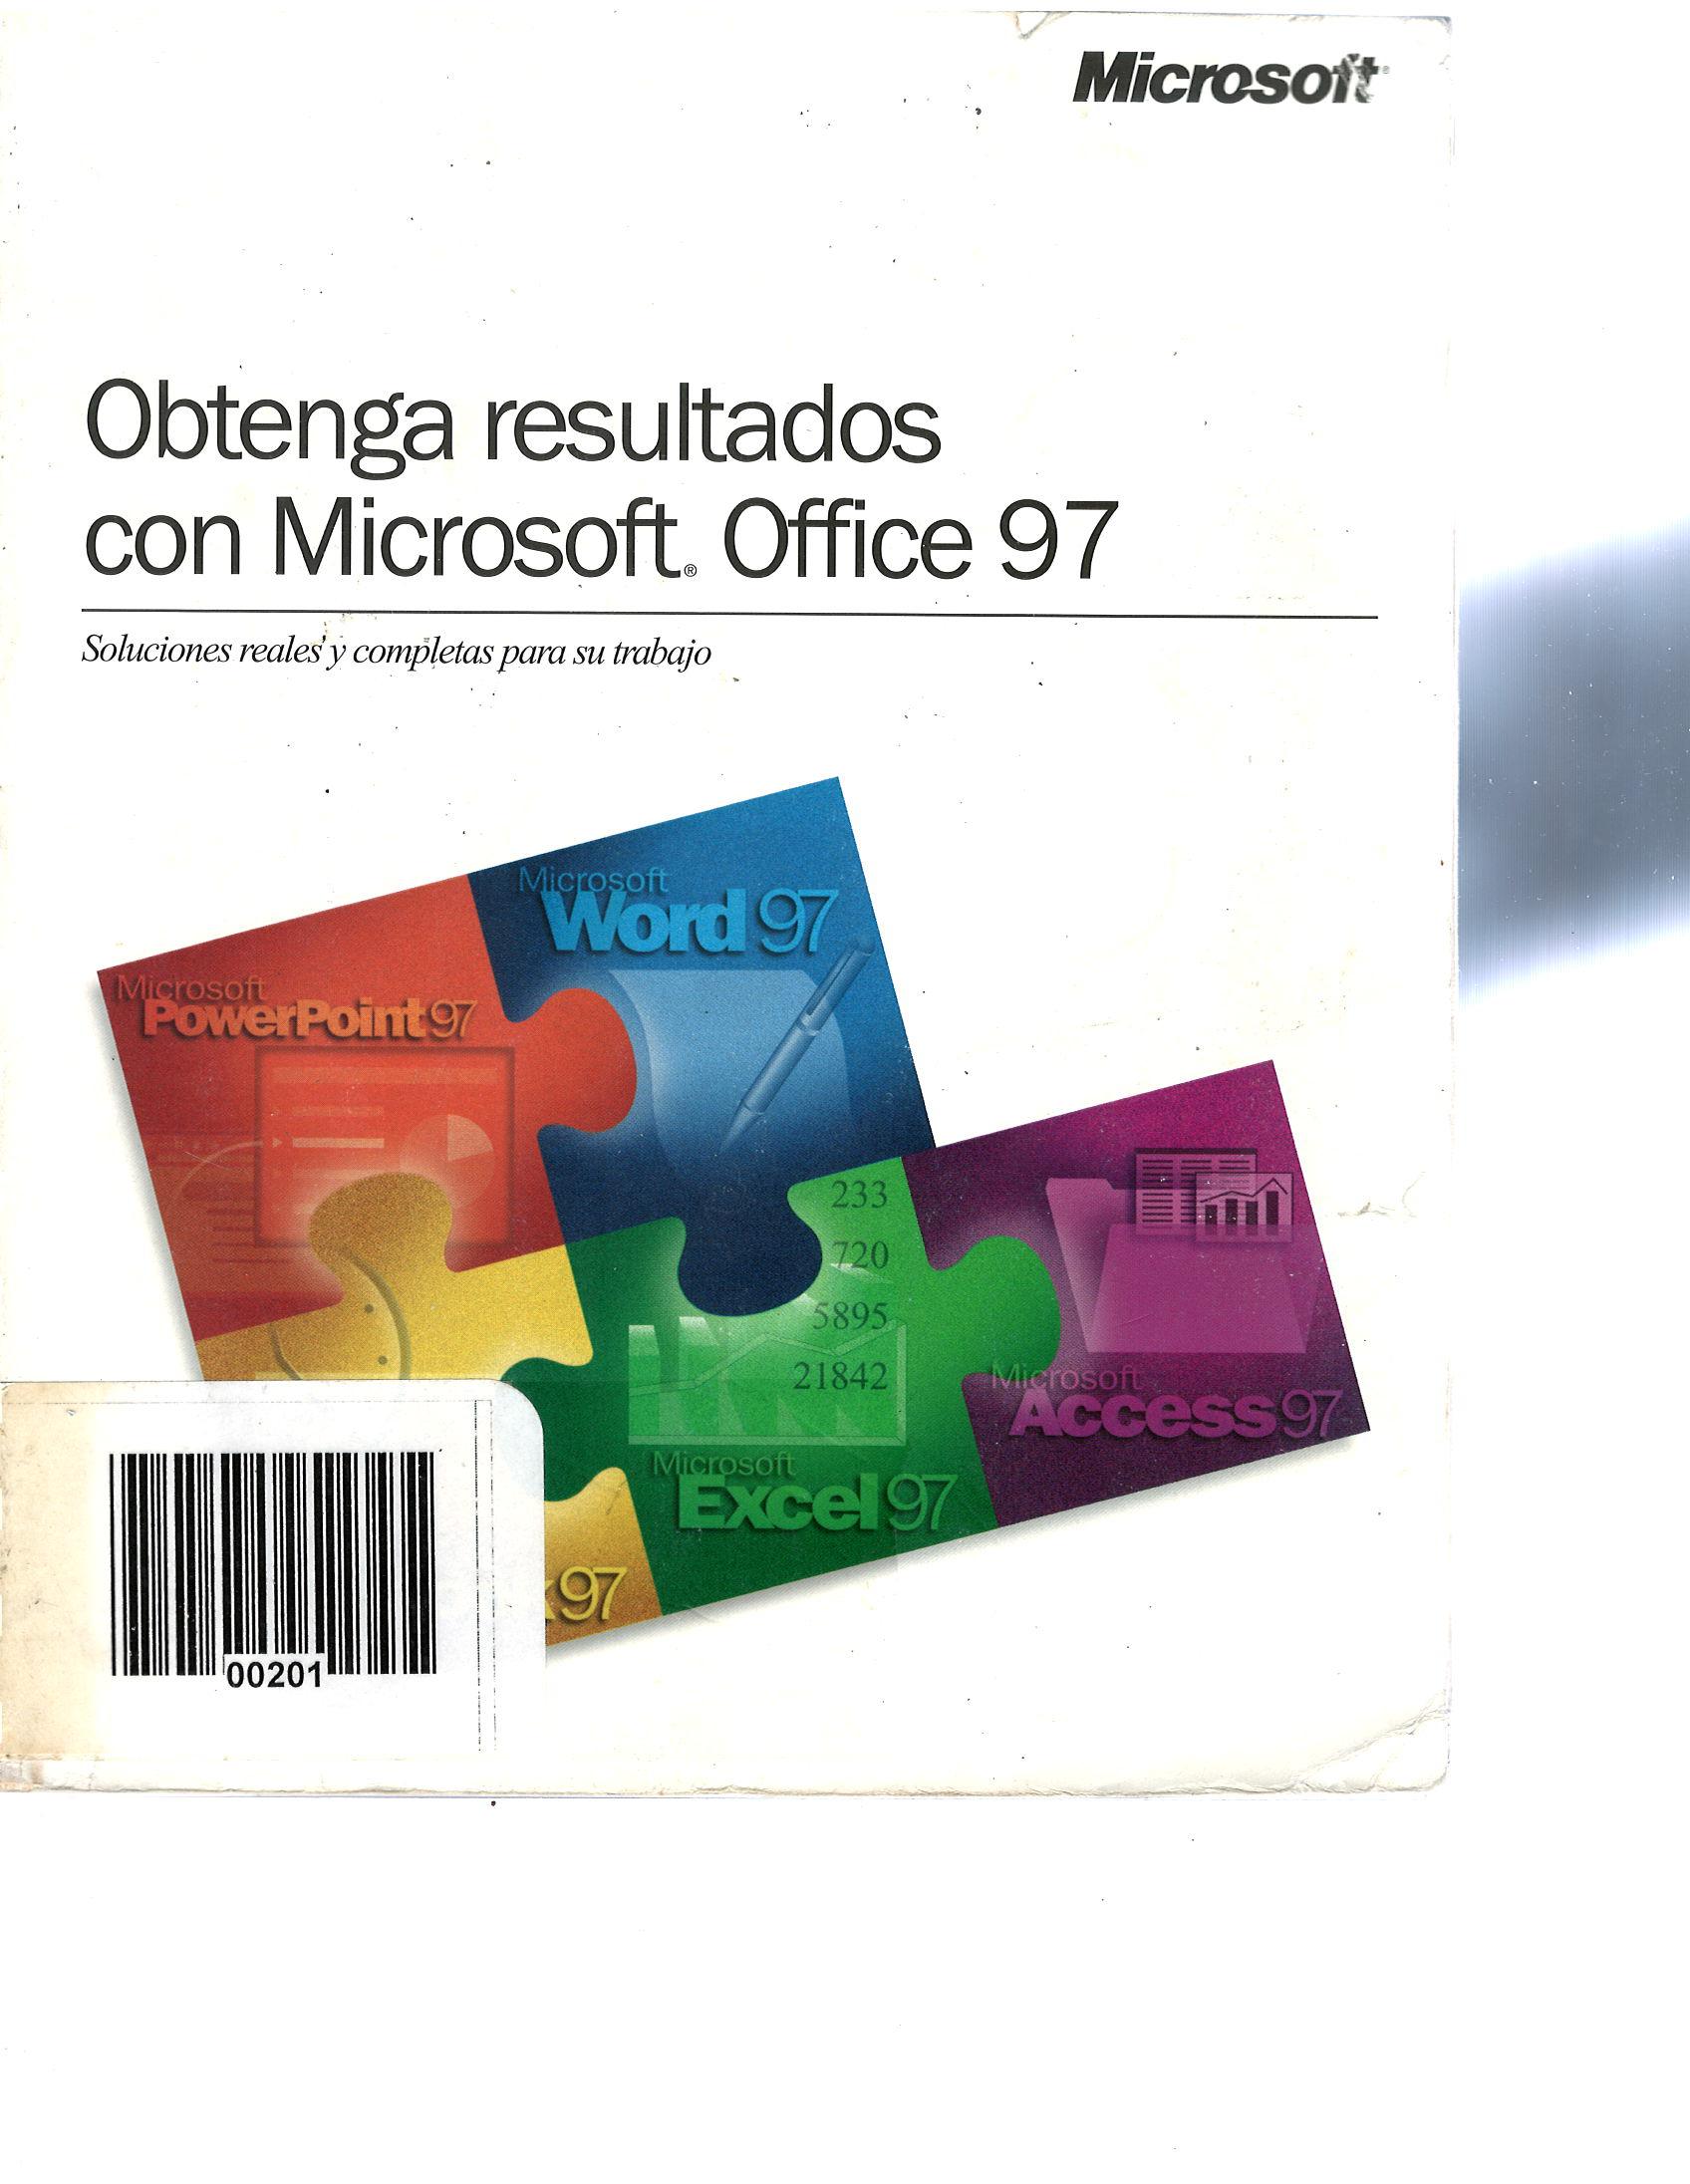 Microsoft
Obtenga resultados
con Microsoft® Office 97
Soluciones reales y completas para su trabajo
Microsoft
Word 97
Microsoft
PowerPoint 97
233
720
5895
21842
Microsoft
Access 97
Microsoft
Excel 97
97
00201